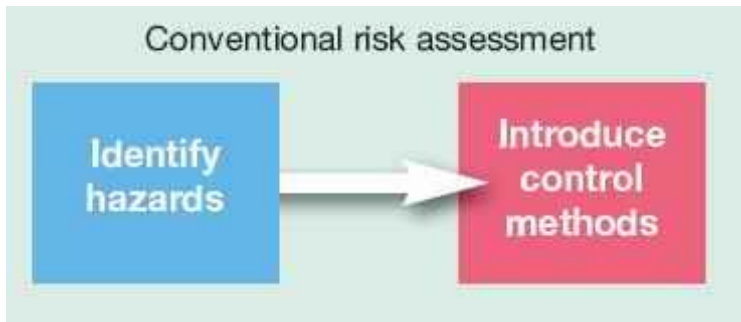 Conventional risk assessment
Identify
hazards
Introduce
control
methods